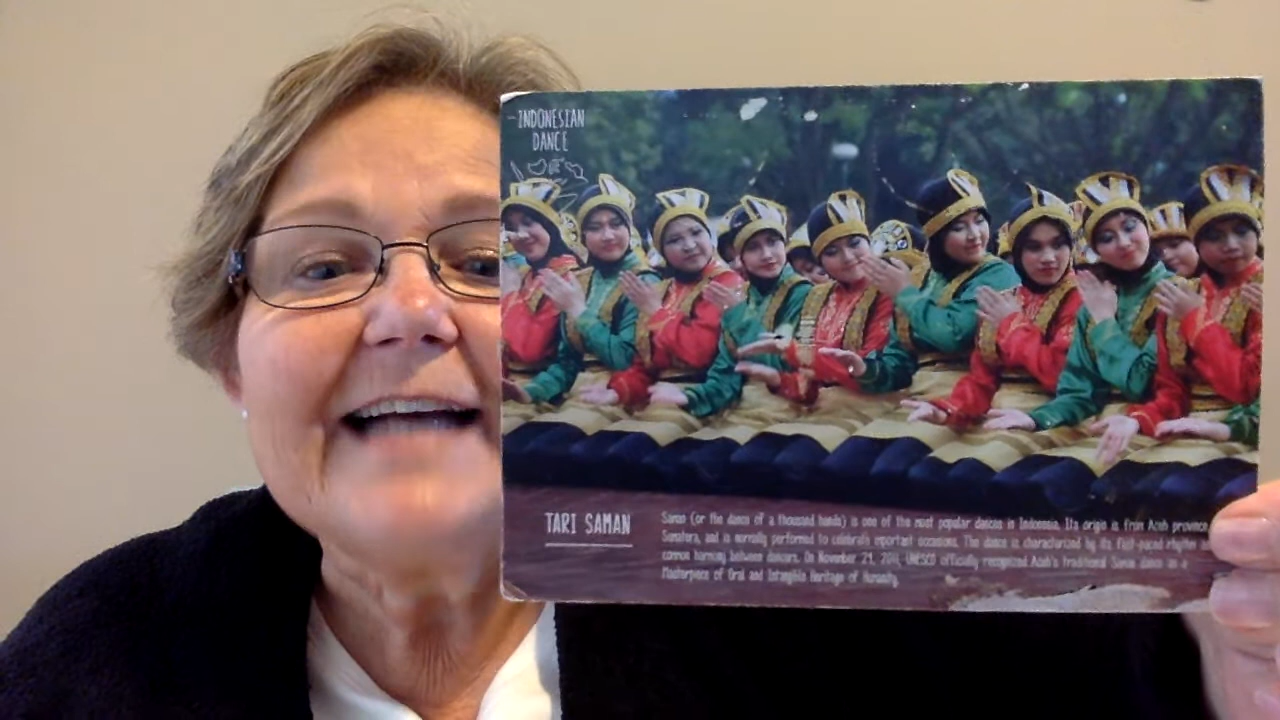 INDONESIAN
DANCE
TARI SAMAN
Saman (or the dance of a thousand hands) is one of the most popular dances in Indonesia. Its origin is from Aceh province,
Sumatera, and is normally performed to celebrate important occasions. The dance is characterized by its fast-paced rhythm
common harmony between dancers. On November 24, 2011, UNESCO officially recognized Aceh's traditional Saman dance as a
Masterpiece of Oral and Intangible Heritage of Humanity.